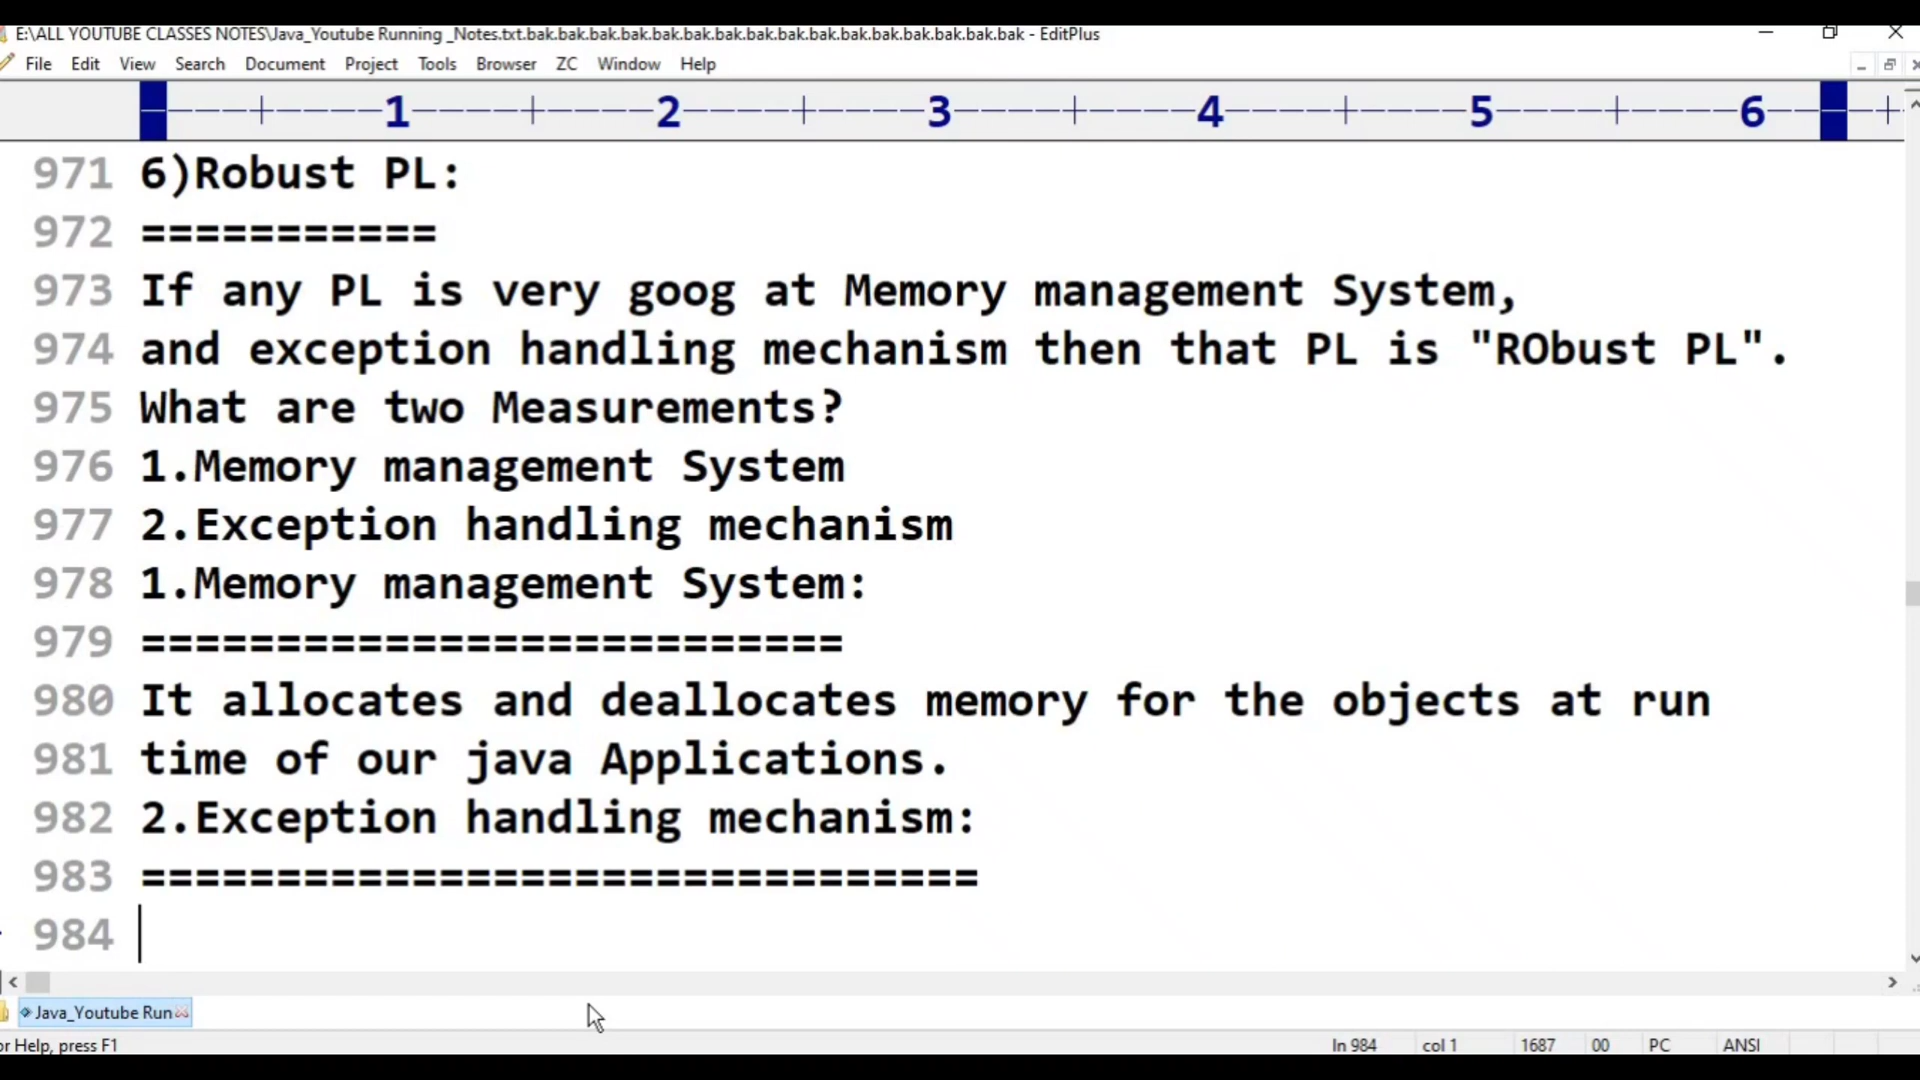 E:\ALL YOUTUBE CLASSES NOTES\Java_Youtube Running _Notes.txt.bak.bak.bak.bak.bak.bak.bak.bak.bak.bak.bak.bak.bak.bak.bak.bak - EditPlus
File Edit View Search Document Project Tools Browser ZC Window Help
1 2 3 4 5 6
971 6)Robust PL:
972 ===========
973 If any PL is very goog at Memory management System,
974 and exception handling mechanism then that PL is "RObust PL".
975 What are two Measurements?
976 1.Memory management System
977 2.Exception handling mechanism
978 1.Memory management System:
979 ==========================
980 It allocates and deallocates memory for the objects at run
981 time of our java Applications.
982 2.Exception handling mechanism:
983 ===============================
984
Java_Youtube Run
or Help, press F1 ln 984 col 1 1687 00 PC ANSI